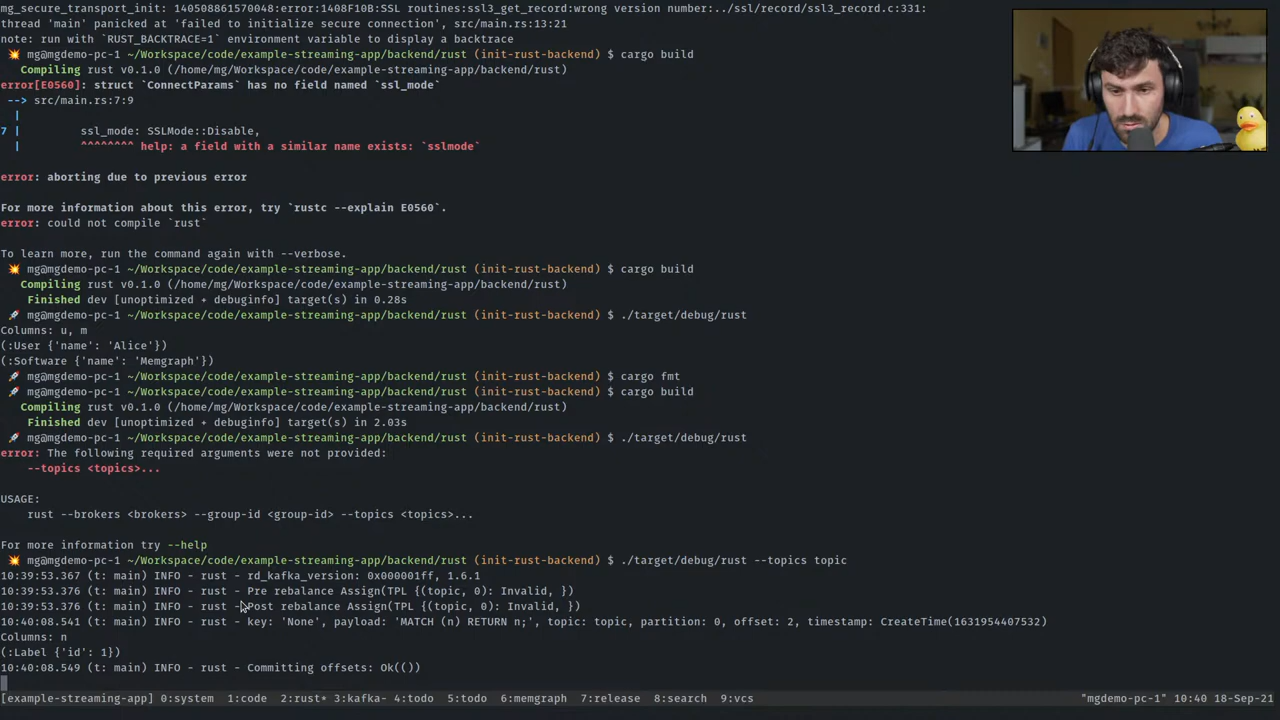 mg_secure_transport_init: 140508861570048:error:1408F10B:SSL routines:ssl3_get_record:wrong version number:../ssl/record/ssl3_record.c:331:
thread 'main' panicked at 'failed to initialize secure connection', src/main.rs:13:21
note: run with `RUST_BACKTRACE=1` environment variable to display a backtrace
💥 mg@mgdemo-pc-1 ~/Workspace/code/example-streaming-app/backend/rust (init-rust-backend) $ cargo build
Compiling rust v0.1.0 (/home/mg/Workspace/code/example-streaming-app/backend/rust)
error[E0560]: struct `ConnectParams` has no field named `ssl_mode`
--> src/main.rs:7:9
|
7 | ssl_mode: SSLMode::Disable,
| ^^^^^^^^ help: a field with a similar name exists: `sslmode`
error: aborting due to previous error
For more information about this error, try `rustc --explain E0560`.
error: could not compile `rust`
To learn more, run the command again with --verbose.
💥 mg@mgdemo-pc-1 ~/Workspace/code/example-streaming-app/backend/rust (init-rust-backend) $ cargo build
Compiling rust v0.1.0 (/home/mg/Workspace/code/example-streaming-app/backend/rust)
Finished dev [unoptimized + debuginfo] target(s) in 0.28s
🚀 mg@mgdemo-pc-1 ~/Workspace/code/example-streaming-app/backend/rust (init-rust-backend) $ ./target/debug/rust
Columns: u, m
(:User {'name': 'Alice'})
(:Software {'name': 'Memgraph'})
🚀 mg@mgdemo-pc-1 ~/Workspace/code/example-streaming-app/backend/rust (init-rust-backend) $ cargo fmt
🚀 mg@mgdemo-pc-1 ~/Workspace/code/example-streaming-app/backend/rust (init-rust-backend) $ cargo build
Compiling rust v0.1.0 (/home/mg/Workspace/code/example-streaming-app/backend/rust)
Finished dev [unoptimized + debuginfo] target(s) in 2.03s
🚀 mg@mgdemo-pc-1 ~/Workspace/code/example-streaming-app/backend/rust (init-rust-backend) $ ./target/debug/rust
error: The following required arguments were not provided:
--topics <topics>...
USAGE:
rust --brokers <brokers> --group-id <group-id> --topics <topics>...
For more information try --help
💥 mg@mgdemo-pc-1 ~/Workspace/code/example-streaming-app/backend/rust (init-rust-backend) $ ./target/debug/rust --topics topic
10:39:53.367 (t: main) INFO - rust - rd_kafka_version: 0x000001ff, 1.6.1
10:39:53.376 (t: main) INFO - rust - Pre rebalance Assign(TPL {(topic, 0): Invalid, })
10:39:53.376 (t: main) INFO - rust - Post rebalance Assign(TPL {(topic, 0): Invalid, })
10:40:08.541 (t: main) INFO - rust - key: 'None', payload: 'MATCH (n) RETURN n;', topic: topic, partition: 0, offset: 2, timestamp: CreateTime(1631954407532)
Columns: n
(:Label {'id': 1})
10:40:08.549 (t: main) INFO - rust - Committing offsets: Ok(())
[example-streaming-app] 0:system 1:code 2:rust* 3:kafka- 4:todo 5:todo 6:memgraph 7:release 8:search 9:vcs "mgdemo-pc-1" 10:40 18-Sep-21